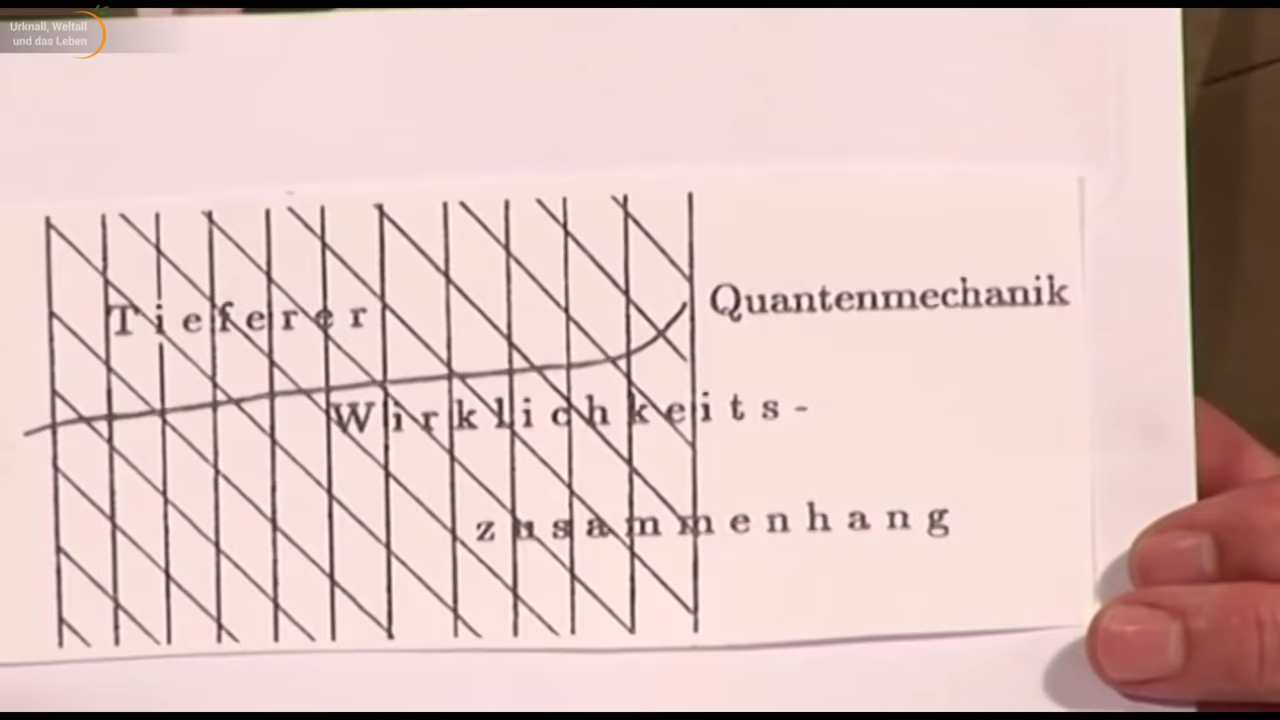 Urknall, Weltall
und das Leben
Quantenmechanik
Tieferer
Wirklichkeits-
zusammenhang